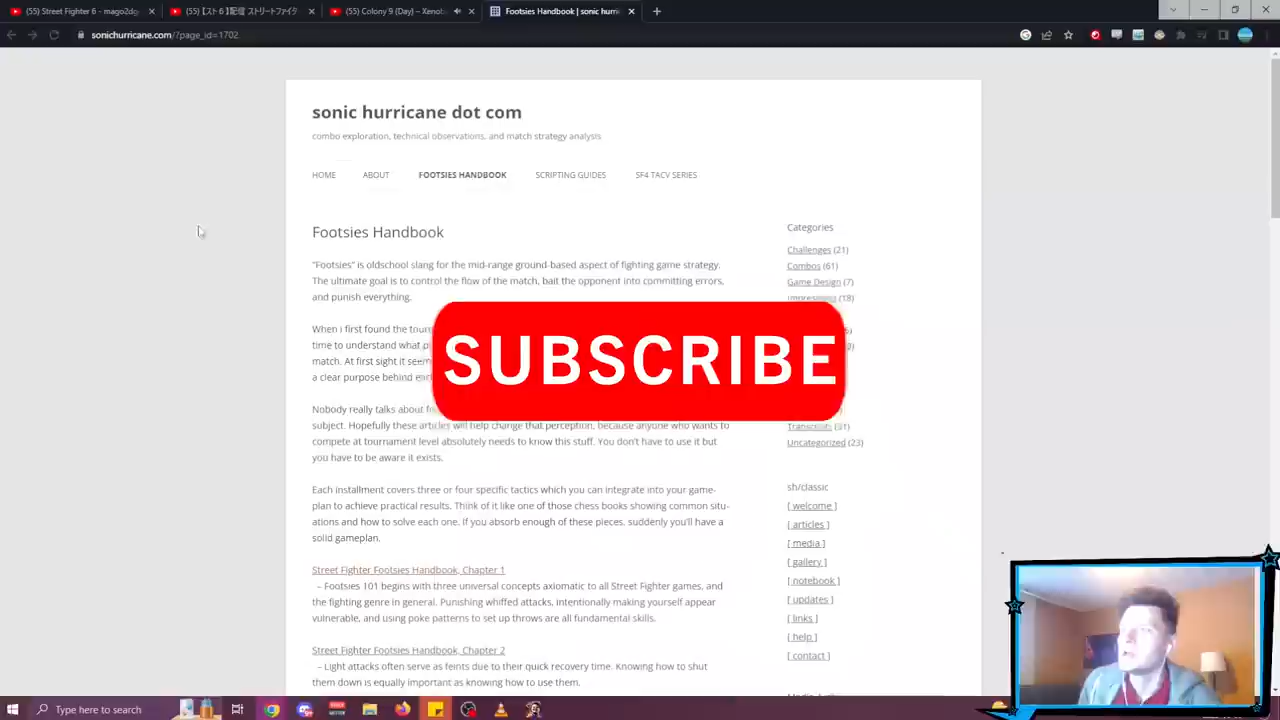 (55) Street Fighter 6 - mago2dg
(55) 【スト6】配信 ストリートファイタ
(55) Colony 9 (Day) – Xenob
Footsies Handbook | sonic hurri
sonichurricane.com/?page_id=1702
sonic hurricane dot com
combo exploration, technical observations, and match strategy analysis
HOME
ABOUT
FOOTSIES HANDBOOK
SCRIPTING GUIDES
SF4 TACV SERIES
Footsies Handbook
"Footsies" is oldschool slang for the mid-range ground-based aspect of fighting game strategy.
The ultimate goal is to control the flow of the match, bait the opponent into committing errors,
and punish everything.
When i first found the tourn
time to understand what p
match. At first sight it seem
a clear purpose behind
Nobody really talks about
subject. Hopefully these articles will help change that perception, because anyone who wants to
compete at tournament level absolutely needs to know this stuff. You don't have to use it but
you have to be aware it exists.
Each installment covers three or four specific tactics which you can integrate into your game-
plan to achieve practical results. Think of it like one of those chess books showing common situ-
ations and how to solve each one. If you absorb enough of these pieces, suddenly you'll have a
solid gameplan.
Street Fighter Footsies Handbook, Chapter 1
– Footsies 101 begins with three universal concepts axiomatic to all Street Fighter games, and
the fighting genre in general. Punishing whiffed attacks, intentionally making yourself appear
vulnerable, and using poke patterns to set up throws are all fundamental skills.
Street Fighter Footsies Handbook, Chapter 2
– Light attacks often serve as feints due to their quick recovery time. Knowing how to shut
them down is equally important as knowing how to use them.
SUBSCRIBE
Categories
Challenges (21)
Combos (61)
Game Design (7)
Impressions (18)
Transcripts (31)
Uncategorized (23)
sh/classic
[ welcome ]
[ articles ]
[ media ]
[ gallery ]
[ notebook ]
[ updates ]
[ links ]
[ help ]
[ contact ]
Type here to search